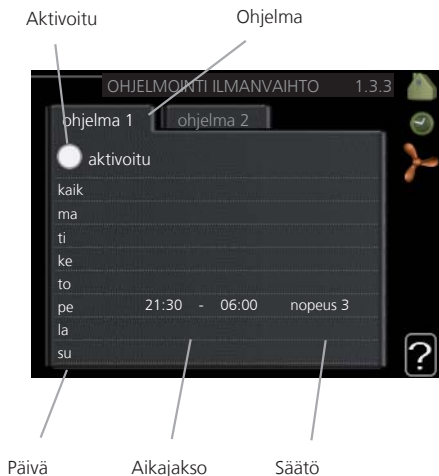 Aktivoitu Ohjelma
OHJELMOINTI ILMANVAIHTO 1.3.3
ohjelma 1 ohjelma 2
aktivoitu
kaik
ma
ti
ke
to
pe 21:30 - 06:00 nopeus 3
la
su
?
Päivä Aikajakso Säätö